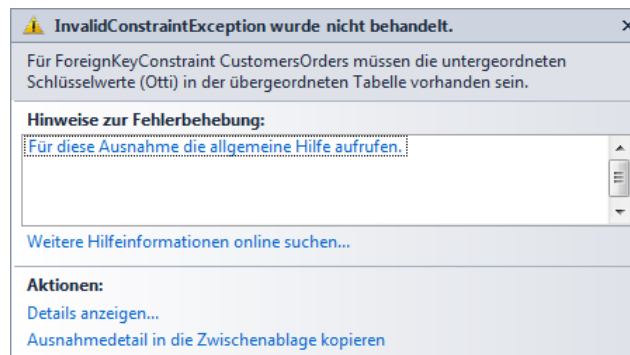 InvalidConstraintException wurde nicht behandelt.
Für ForeignKeyConstraint CustomersOrders müssen die untergeordneten
Schlüsselwerte (Otti) in der übergeordneten Tabelle vorhanden sein.
Hinweise zur Fehlerbehebung:
Für diese Ausnahme die allgemeine Hilfe aufrufen.
Weitere Hilfeinformationen online suchen...
Aktionen:
Details anzeigen...
Ausnahmedetail in die Zwischenablage kopieren